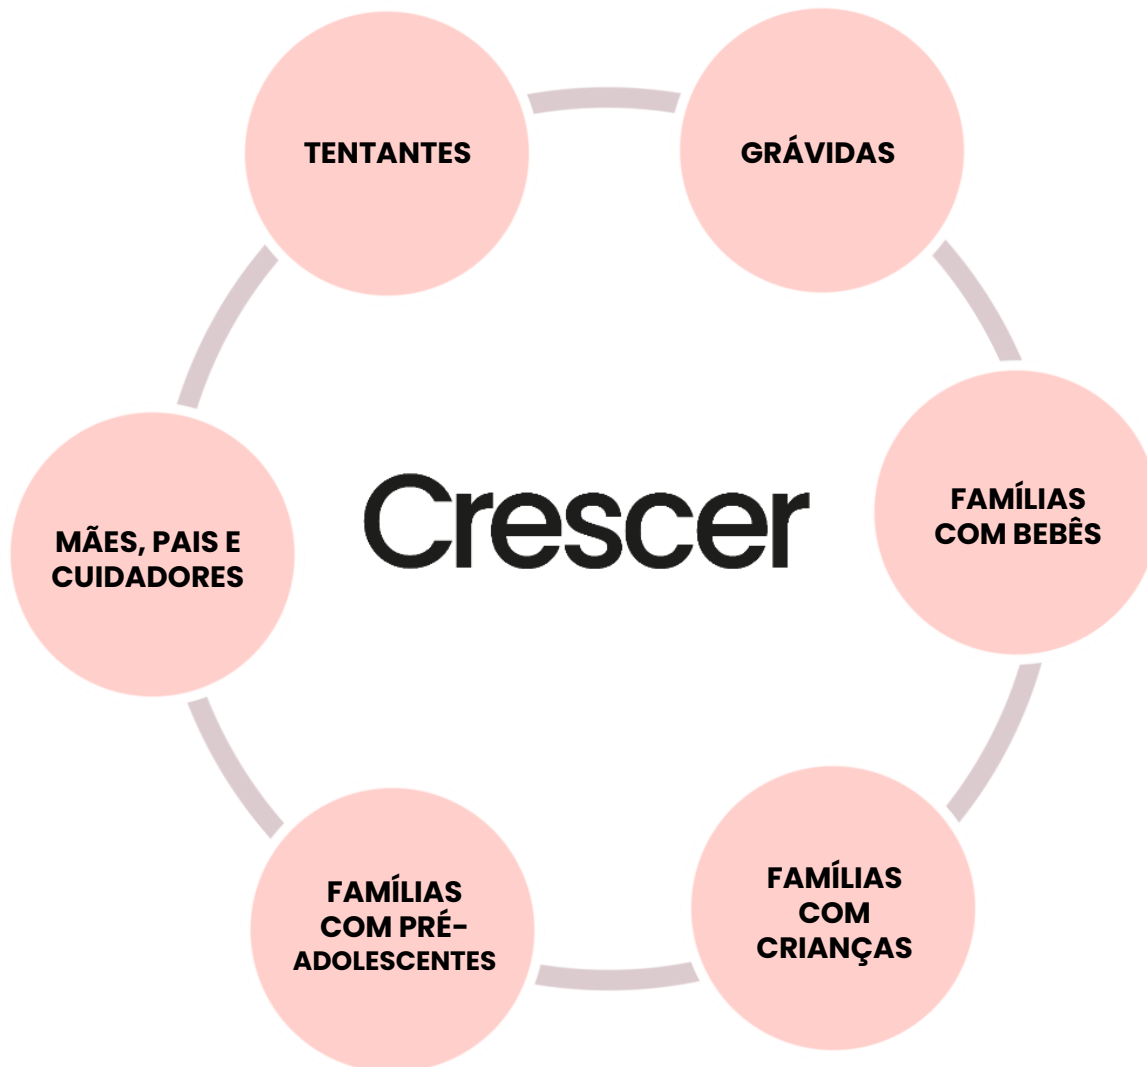 TENTANTES
GRÁVIDAS
FAMÍLIAS
COM BEBÊS
Crescer
MÃES, PAIS E
CUIDADORES
FAMÍLIAS
COM
CRIANÇAS
FAMÍLIAS
COM PRÉ-
ADOLESCENTES